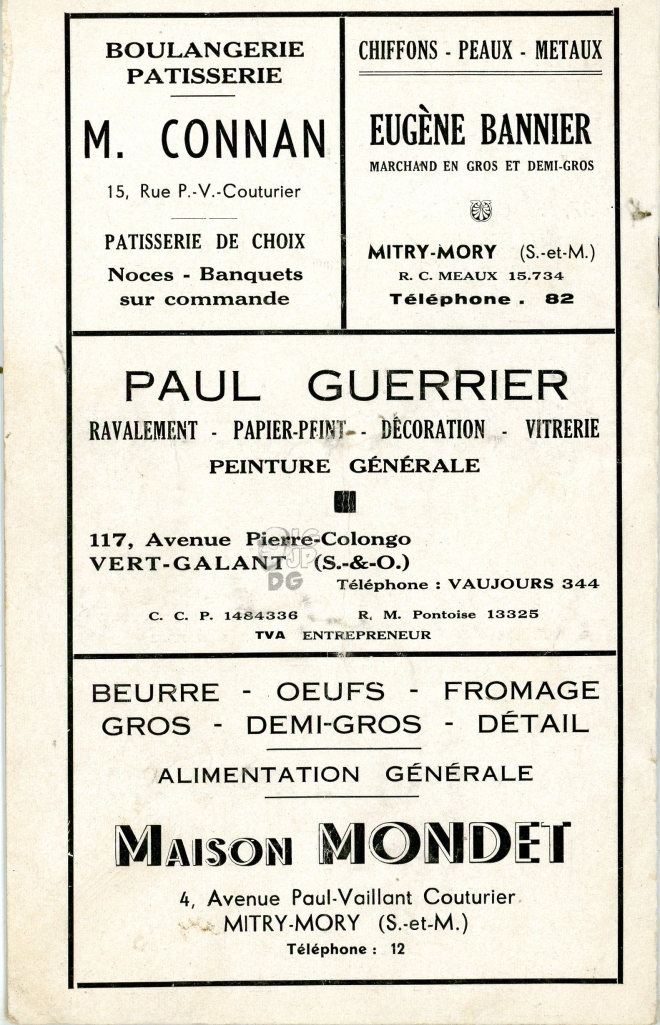 BOULANGERIE
PATISSERIE
M. CONNAN
15, Rue P.-V.-Couturier
PATISSERIE DE CHOIX
Noces - Banquets
sur commande
CHIFFONS - PEAUX - METAUX
EUGÈNE BANNIER
MARCHAND EN GROS ET DEMI-GROS
MITRY-MORY (S.-et-M.)
R. C. MEAUX 15.734
Téléphone . 82
PAUL GUERRIER
RAVALEMENT - PAPIER-PEINT - DÉCORATION - VITRERIE
PEINTURE GÉNÉRALE
117, Avenue Pierre-Colongo
VERT-GALANT (S.-&-O.)
Téléphone : VAUJOURS 344
C. C. P. 1484336 R. M. Pontoise 13325
TVA ENTREPRENEUR
BEURRE - OEUFS - FROMAGE
GROS - DEMI-GROS - DÉTAIL
ALIMENTATION GÉNÉRALE
MAISON MONDET
4, Avenue Paul-Vaillant Couturier
MITRY-MORY (S.-et-M.)
Téléphone : 12